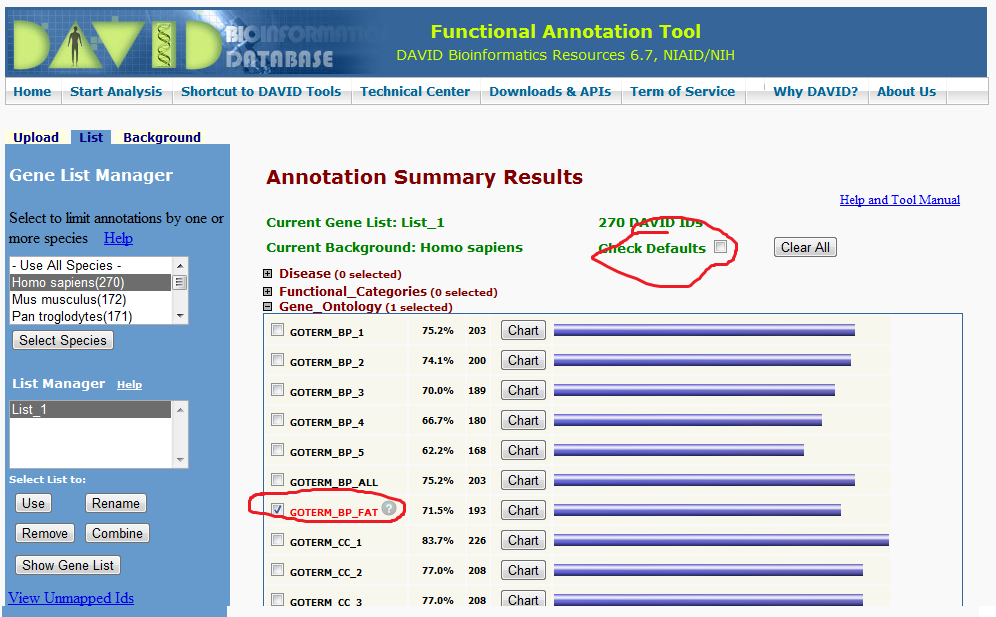 DAVID BIOINFORMATICS DATABASE
Functional Annotation Tool
DAVID Bioinformatics Resources 6.7, NIAID/NIH
Home Start Analysis Shortcut to DAVID Tools Technical Center Downloads & APIs Term of Service Why DAVID? About Us
Upload List Background
Gene List Manager
Select to limit annotations by one or
more species Help
- Use All Species -
Homo sapiens(270)
Mus musculus(172)
Pan troglodytes(171)
Select Species
List Manager Help
List_1
Select List to:
Use Rename
Remove Combine
Show Gene List
View Unmapped Ids
Annotation Summary Results
Help and Tool Manual
Current Gene List: List_1 270 DAVID IDs
Current Background: Homo sapiens Check Defaults Clear All
Disease (0 selected)
Functional_Categories (0 selected)
Gene_Ontology (1 selected)
GOTERM_BP_1 75.2% 203 Chart
GOTERM_BP_2 74.1% 200 Chart
GOTERM_BP_3 70.0% 189 Chart
GOTERM_BP_4 66.7% 180 Chart
GOTERM_BP_5 62.2% 168 Chart
GOTERM_BP_ALL 75.2% 203 Chart
GOTERM_BP_FAT ? 71.5% 193 Chart
GOTERM_CC_1 83.7% 226 Chart
GOTERM_CC_2 77.0% 208 Chart
GOTERM_CC_3 77.0% 208 Chart